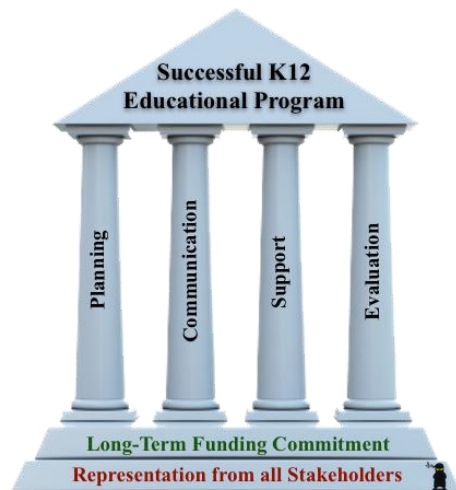 Successful K12
Educational Program
Planning
Communication
Support
Evaluation
Long-Term Funding Commitment
Representation from all Stakeholders